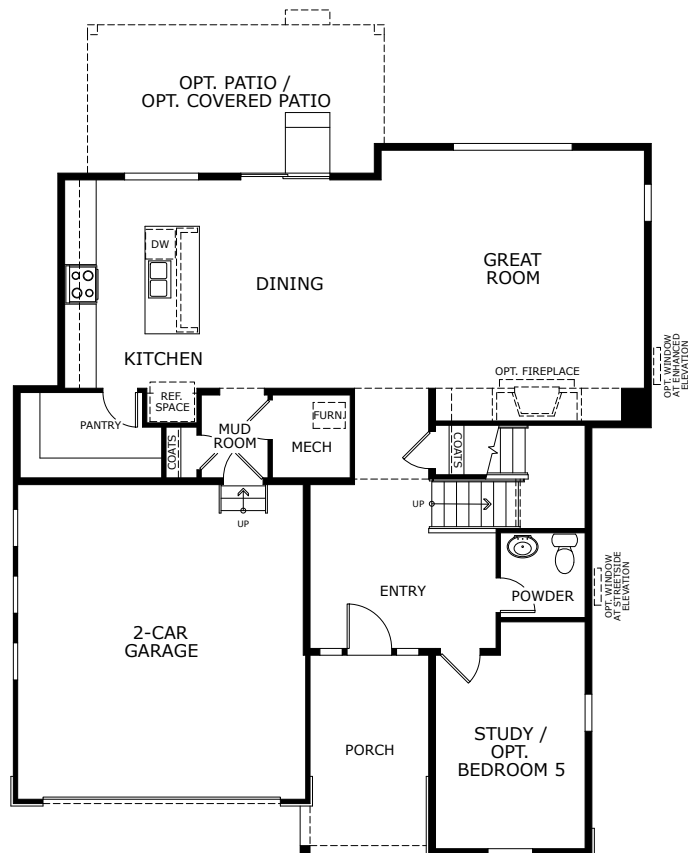 OPT. PATIO /
OPT. COVERED PATIO
DW
GREAT
ROOM
DINING
KITCHEN
OPT. WINDOW
AT ENHANCED
ELEVATION
OPT. FIREPLACE
REF.
SPACE
PANTRY
MUD
ROOM
FURN.
MECH
COATS
COATS
UP
UP
ENTRY
POWDER
OPT. WINDOW
AT STREETSIDE
ELEVATION
2-CAR
GARAGE
PORCH
STUDY /
OPT.
BEDROOM 5